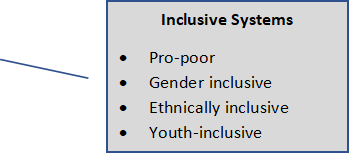 Inclusive Systems
• Pro-poor
• Gender inclusive
• Ethnically inclusive
• Youth-inclusive